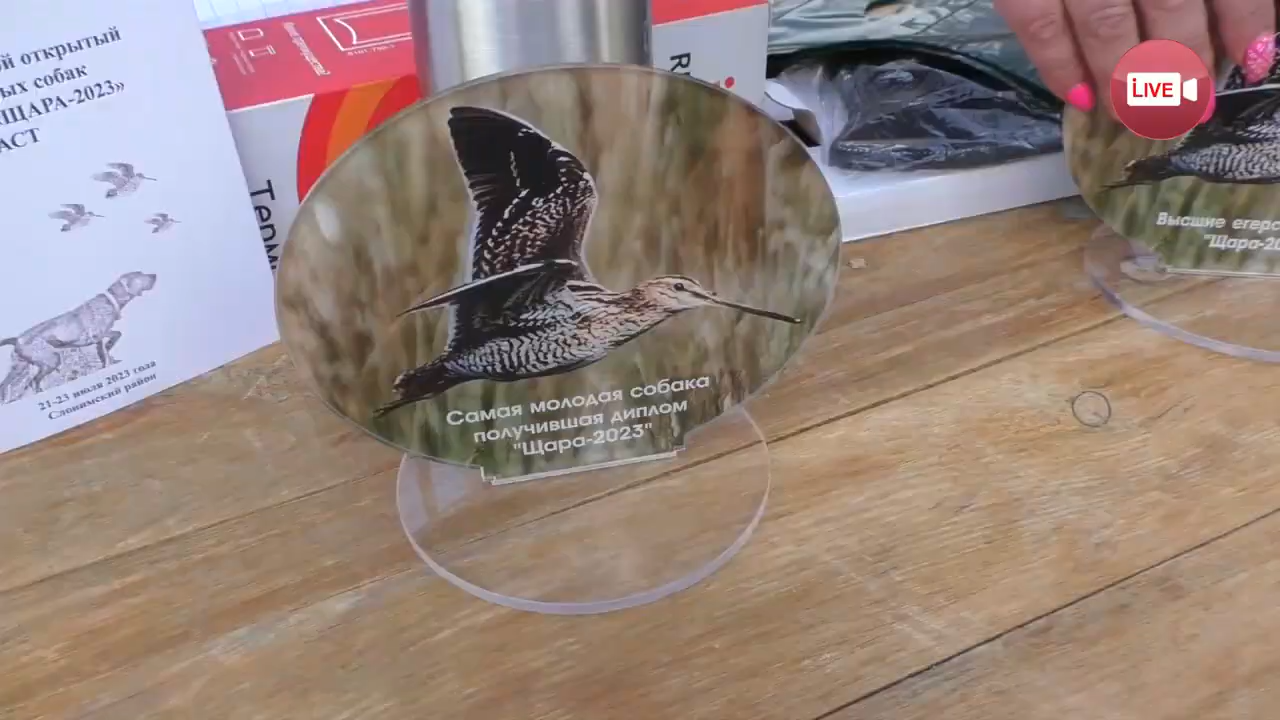 й открытый
ых собак
«ЩАРА-2023»
АСТ
21-23 июля 2023 года
Слонимский район
Терм
Самая молодая собака
получившая диплом
"Щара-2023"
Высшие егерс
"Щара-20
LIVE